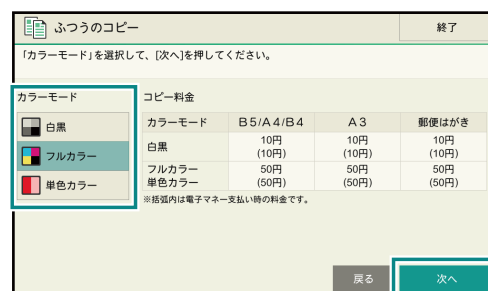 ふつうのコピー
終了
「カラーモード」を選択して、[次へ]を押してください。
カラーモード
白黒
フルカラー
単色カラー
コピー料金
カラーモード B5/A4/B4 A3 郵便はがき
白黒 10円 10円 10円
(10円) (10円) (10円)
フルカラー 50円 50円 50円
単色カラー (50円) (50円) (50円)
※括弧内は電子マネー支払い時の料金です。
戻る
次へ